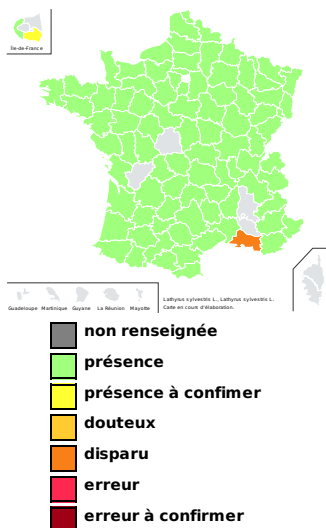 Île-de-France
Guadeloupe Martinique Guyane La Réunion Mayotte
Lathyrus sylvestris L., Lathyrus sylvestris L.
Carte en cours d'élaboration.
non renseignée
présence
présence à confimer
douteux
disparu
erreur
erreur à confirmer